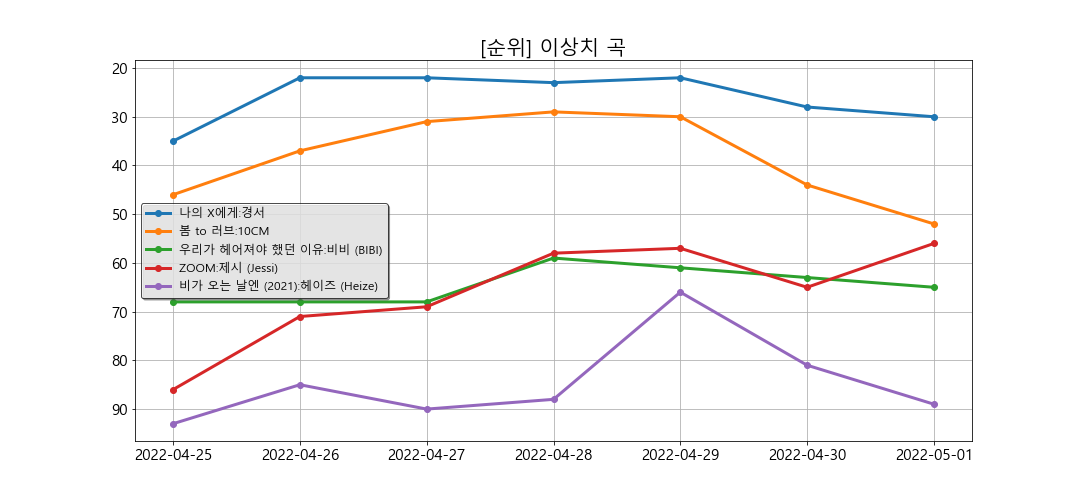 [순위] 이상치 곡
20
30
40
50
60
70
80
90
나의 X에게:경서
봄 to 러브:10CM
우리가 헤어져야 했던 이유:비비 (BIBI)
ZOOM:제시 (Jessi)
비가 오는 날엔 (2021):헤이즈 (Heize)
2022-04-25 2022-04-26 2022-04-27 2022-04-28 2022-04-29 2022-04-30 2022-05-01